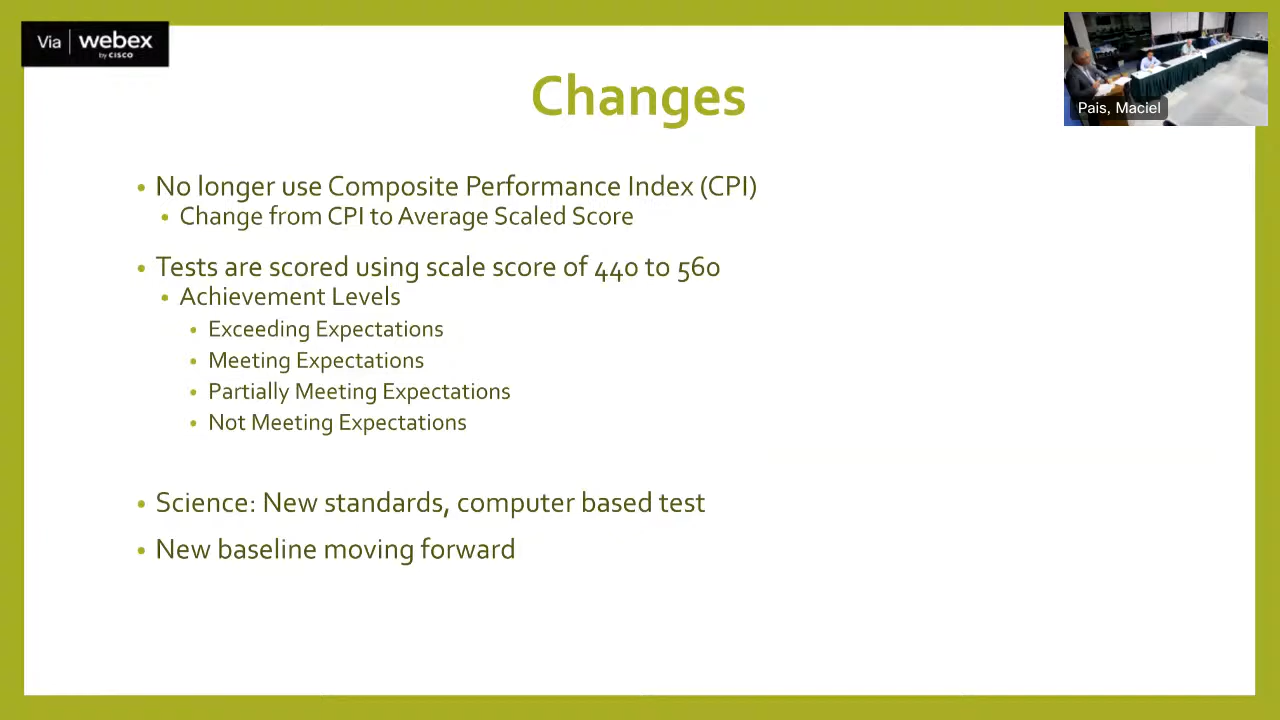 Via webex
by CISCO
Pais, Maciel
Changes
• No longer use Composite Performance Index (CPI)
• Change from CPI to Average Scaled Score
• Tests are scored using scale score of 440 to 560
• Achievement Levels
• Exceeding Expectations
• Meeting Expectations
• Partially Meeting Expectations
• Not Meeting Expectations
• Science: New standards, computer based test
• New baseline moving forward